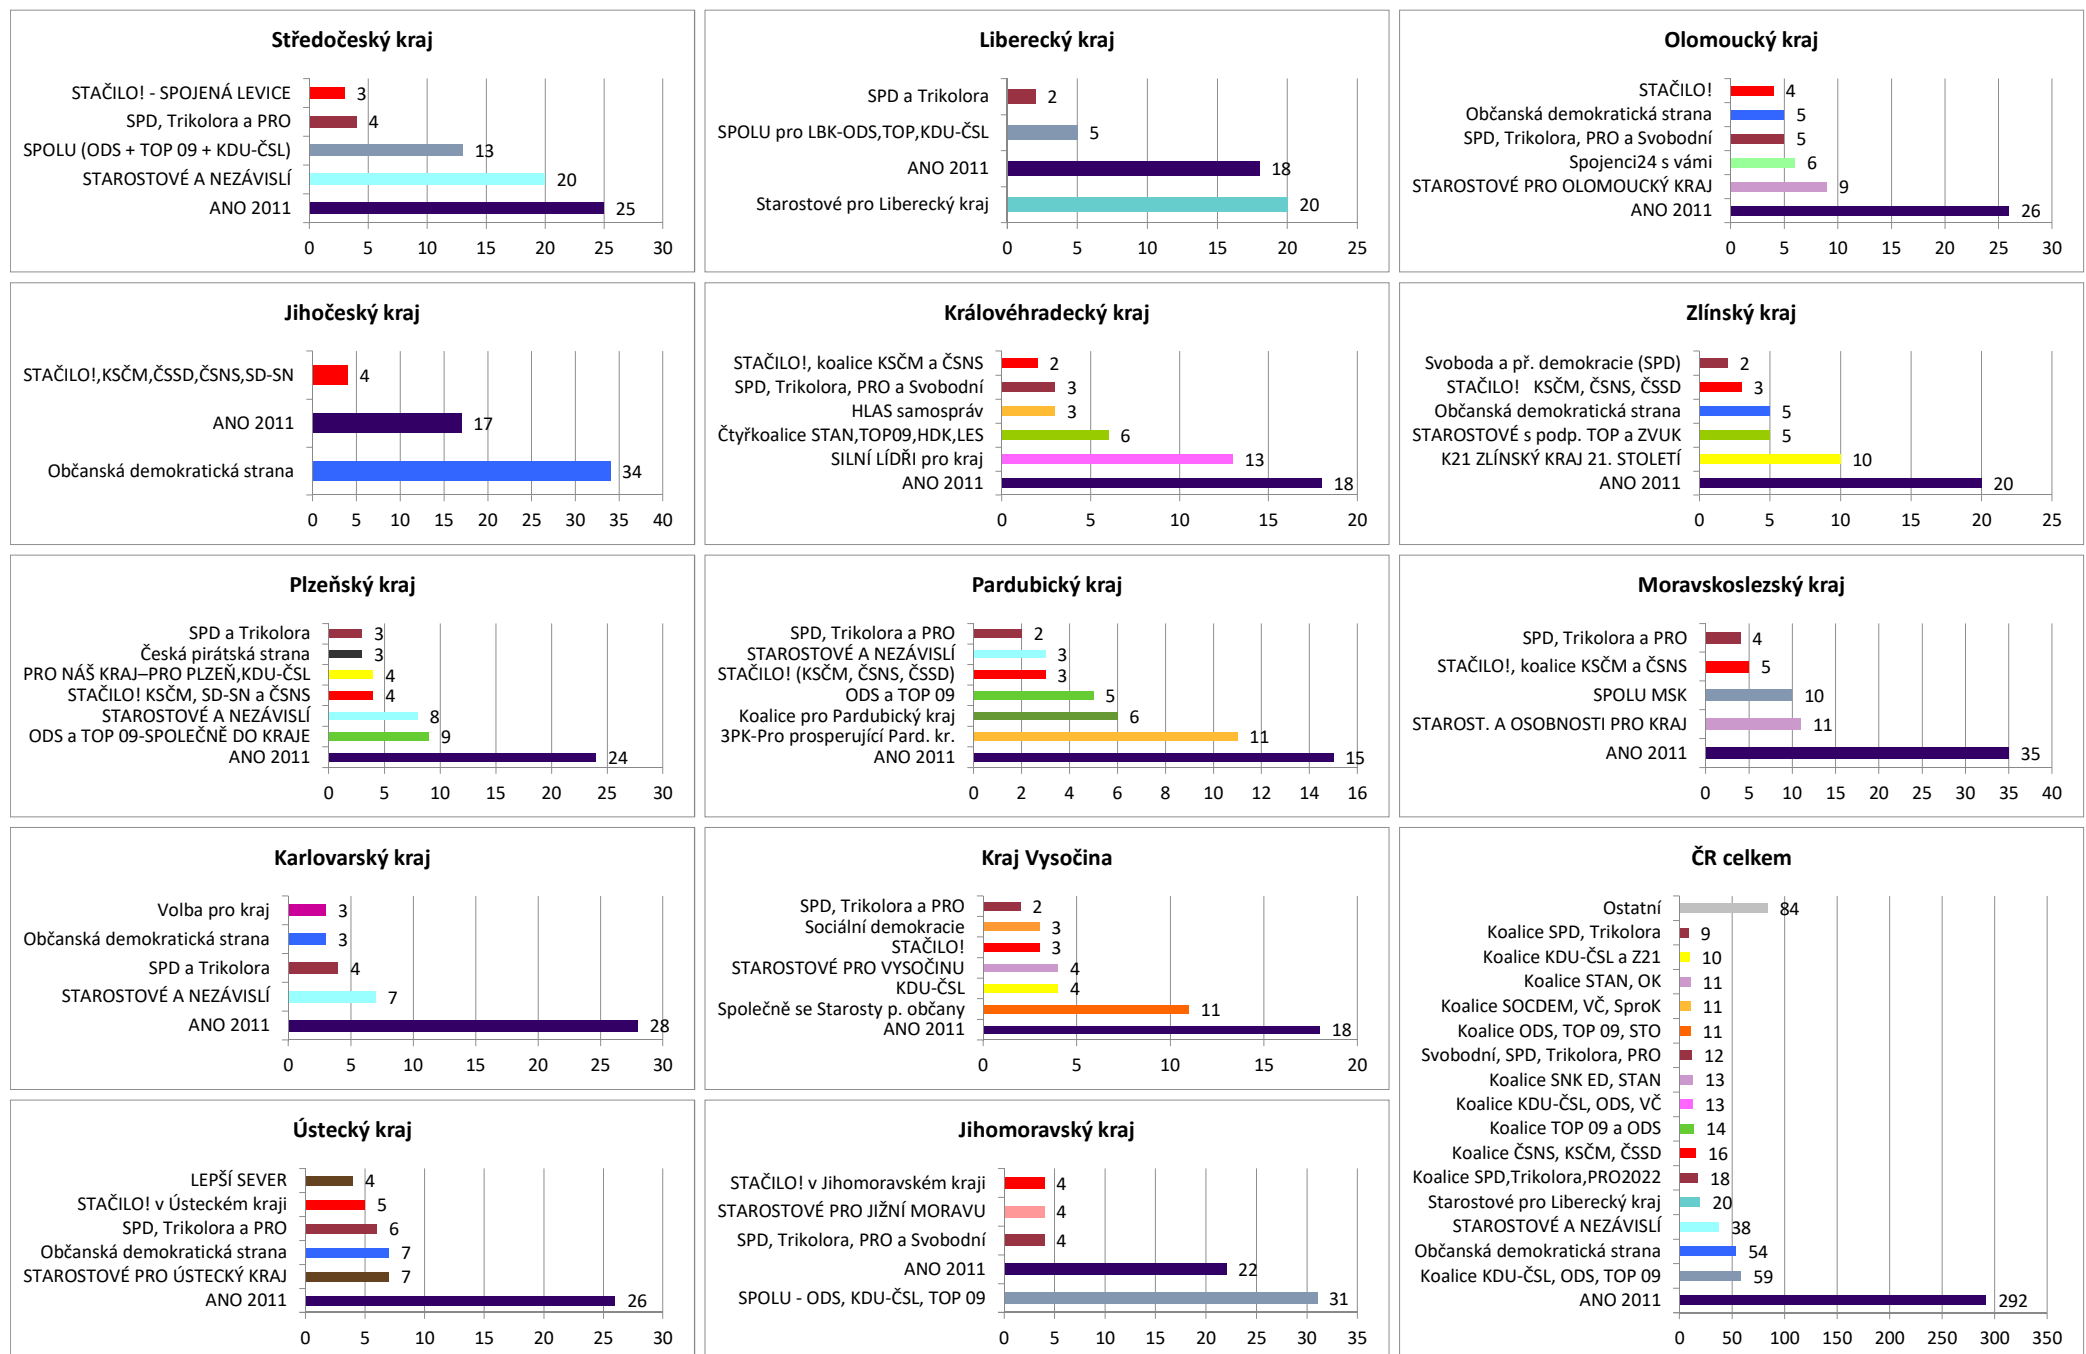 Středočeský kraj
STAČILO! - SPOJENÁ LEVICE 3
SPD, Trikolora a PRO 4
SPOLU (ODS + TOP 09 + KDU-ČSL) 13
STAROSTOVÉ A NEZÁVISLÍ 20
ANO 2011 25
0 5 10 15 20 25 30
Liberecký kraj
SPD a Trikolora 2
SPOLU pro LBK-ODS,TOP,KDU-ČSL 5
ANO 2011 18
Starostové pro Liberecký kraj 20
0 5 10 15 20 25
Olomoucký kraj
STAČILO! 4
Občanská demokratická strana 5
SPD, Trikolora, PRO a Svobodní 5
Spojenci24 s vámi 6
STAROSTOVÉ PRO OLOMOUCKÝ KRAJ 9
ANO 2011 26
0 5 10 15 20 25 30
Jihočeský kraj
STAČILO!,KSČM,ČSSD,ČSNS,SD-SN 4
ANO 2011 17
Občanská demokratická strana 34
0 5 10 15 20 25 30 35 40
Královéhradecký kraj
STAČILO!, koalice KSČM a ČSNS 2
SPD, Trikolora, PRO a Svobodní 3
HLAS samospráv 3
Čtyřkoalice STAN,TOP09,HDK,LES 6
SILNÍ LÍDŘI pro kraj 13
ANO 2011 18
0 5 10 15 20
Zlínský kraj
Svoboda a př. demokracie (SPD) 2
STAČILO! KSČM, ČSNS, ČSSD 3
Občanská demokratická strana 5
STAROSTOVÉ s podp. TOP a ZVUK 5
K21 ZLÍNSKÝ KRAJ 21. STOLETÍ 10
ANO 2011 20
0 5 10 15 20 25
Plzeňský kraj
SPD a Trikolora 3
Česká pirátská strana 3
PRO NÁŠ KRAJ–PRO PLZEŇ,KDU-ČSL 4
STAČILO! KSČM, SD-SN a ČSNS 4
STAROSTOVÉ A NEZÁVISLÍ 8
ODS a TOP 09-SPOLEČNĚ DO KRAJE 9
ANO 2011 24
0 5 10 15 20 25 30
Pardubický kraj
SPD, Trikolora a PRO 2
STAROSTOVÉ A NEZÁVISLÍ 3
STAČILO! (KSČM, ČSNS, ČSSD) 3
ODS a TOP 09 5
Koalice pro Pardubický kraj 6
3PK-Pro prosperující Pard. kr. 11
ANO 2011 15
0 2 4 6 8 10 12 14 16
Moravskoslezský kraj
SPD, Trikolora a PRO 4
STAČILO!, koalice KSČM a ČSNS 5
SPOLU MSK 10
STAROST. A OSOBNOSTI PRO KRAJ 11
ANO 2011 35
0 5 10 15 20 25 30 35 40
Karlovarský kraj
Volba pro kraj 3
Občanská demokratická strana 3
SPD a Trikolora 4
STAROSTOVÉ A NEZÁVISLÍ 7
ANO 2011 28
0 5 10 15 20 25 30
Kraj Vysočina
SPD, Trikolora a PRO 2
Sociální demokracie 3
STAČILO! 3
STAROSTOVÉ PRO VYSOČINU 4
KDU-ČSL 4
Společně se Starosty p. občany 11
ANO 2011 18
0 5 10 15 20
ČR celkem
Ostatní 84
Koalice SPD, Trikolora 9
Koalice KDU-ČSL a Z21 10
Koalice STAN, OK 11
Koalice SOCDEM, VČ, SproK 11
Koalice ODS, TOP 09, STO 11
Svobodní, SPD, Trikolora, PRO 12
Koalice SNK ED, STAN 13
Koalice KDU-ČSL, ODS, VČ 13
Koalice TOP 09 a ODS 14
Koalice ČSNS, KSČM, ČSSD 16
Koalice SPD,Trikolora,PRO2022 18
Starostové pro Liberecký kraj 20
STAROSTOVÉ A NEZÁVISLÍ 38
Občanská demokratická strana 54
Koalice KDU-ČSL, ODS, TOP 09 59
ANO 2011 292
0 50 100 150 200 250 300 350
Ústecký kraj
LEPŠÍ SEVER 4
STAČILO! v Ústeckém kraji 5
SPD, Trikolora a PRO 6
Občanská demokratická strana 7
STAROSTOVÉ PRO ÚSTECKÝ KRAJ 7
ANO 2011 26
0 5 10 15 20 25 30
Jihomoravský kraj
STAČILO! v Jihomoravském kraji 4
STAROSTOVÉ PRO JIŽNÍ MORAVU 4
SPD, Trikolora, PRO a Svobodní 4
ANO 2011 22
SPOLU - ODS, KDU-ČSL, TOP 09 31
0 5 10 15 20 25 30 35